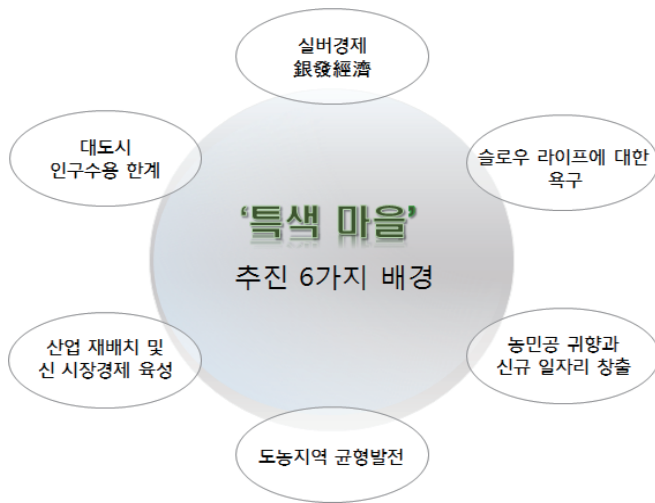 실버경제
銀發經濟
대도시
인구수용 한계
슬로우 라이프에 대한
욕구
‘특색 마을’
추진 6가지 배경
산업 재배치 및
신 시장경제 육성
농민공 귀향과
신규 일자리 창출
도농지역 균형발전